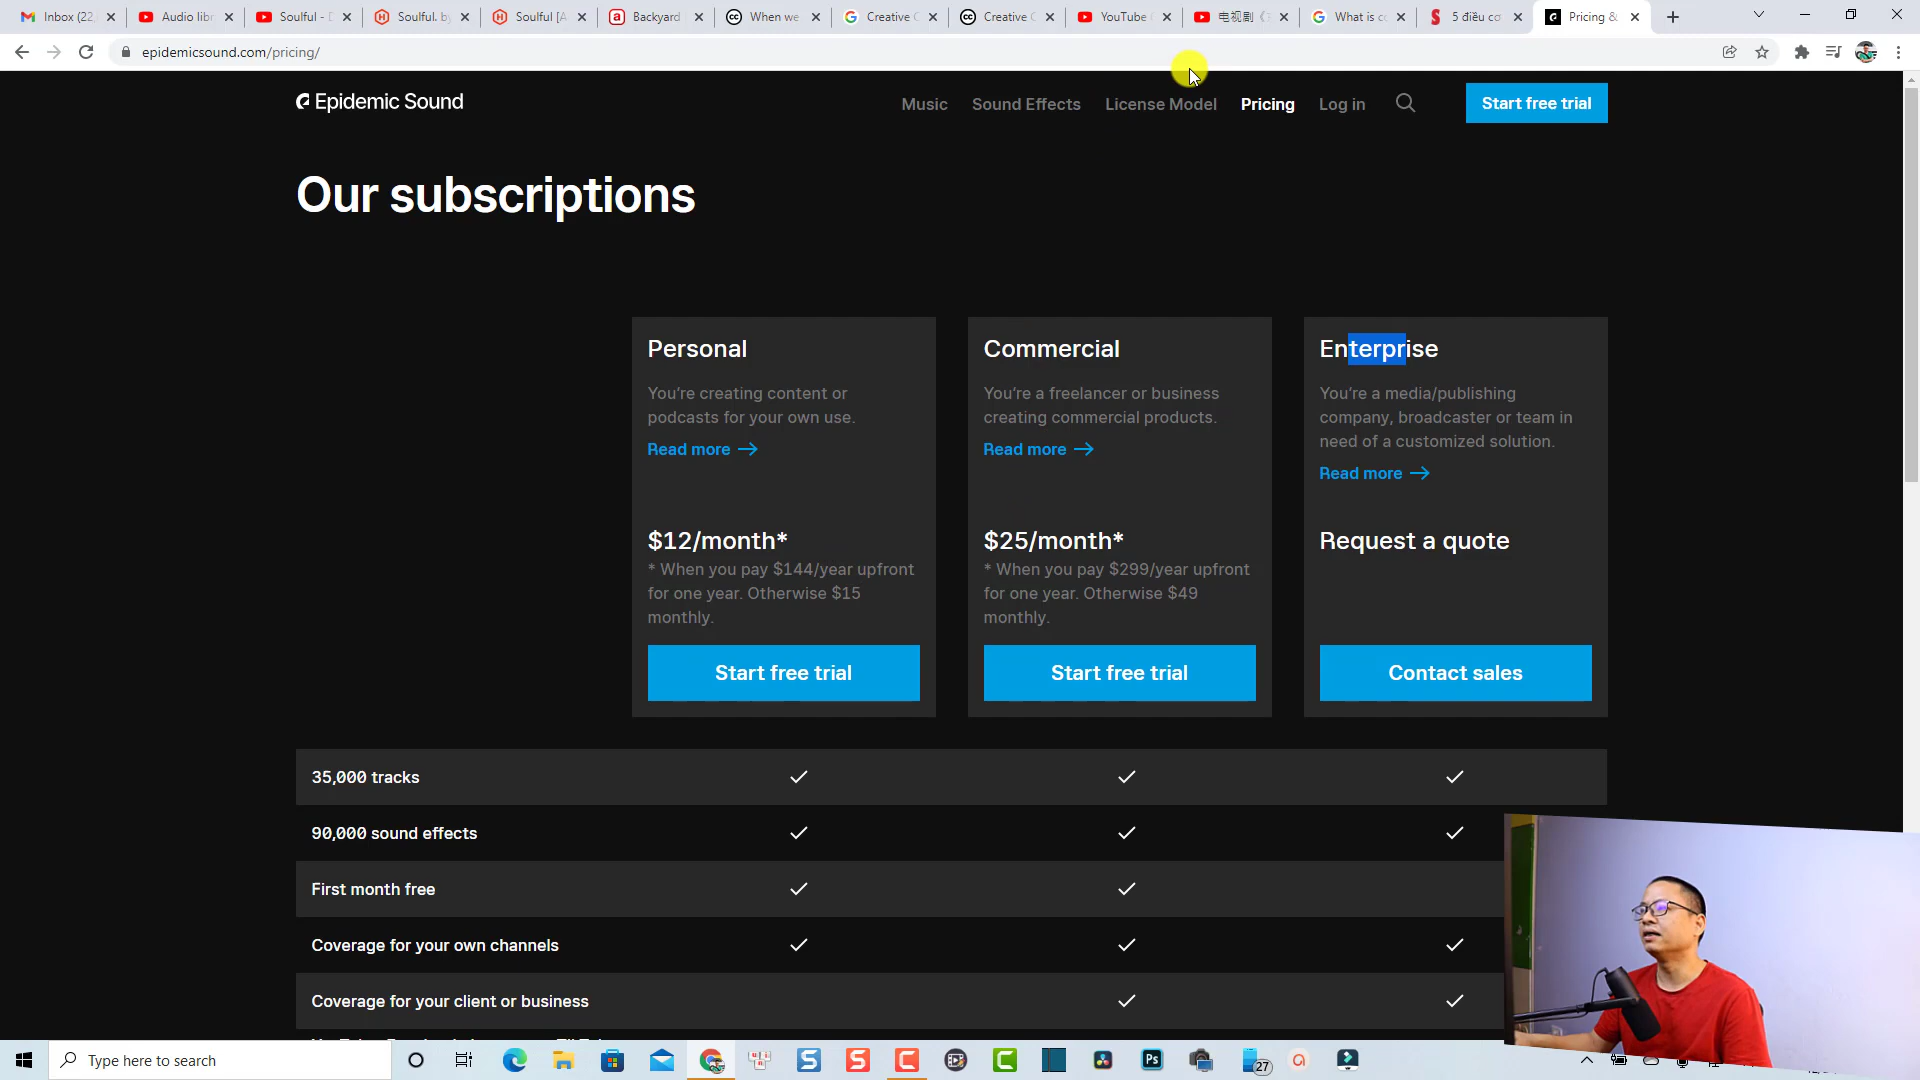 Inbox (22,
Audio libr
Soulful - D
Soulful. by
Soulful [A
Backyard
When we
Creative C
Creative C
YouTube C
电视剧《
What is co
5 điều cơ
Pricing &
epidemicsound.com/pricing/
Epidemic Sound
Music
Sound Effects
License Model
Pricing
Log in
Start free trial
Our subscriptions
Personal
You're creating content or
podcasts for your own use.
Read more
$12/month*
* When you pay $144/year upfront
for one year. Otherwise $15
monthly.
Start free trial
Commercial
You're a freelancer or business
creating commercial products.
Read more
$25/month*
* When you pay $299/year upfront
for one year. Otherwise $49
monthly.
Start free trial
Enterprise
You're a media/publishing
company, broadcaster or team in
need of a customized solution.
Read more
Request a quote
Contact sales
35,000 tracks
90,000 sound effects
First month free
Coverage for your own channels
Coverage for your client or business
Type here to search
27